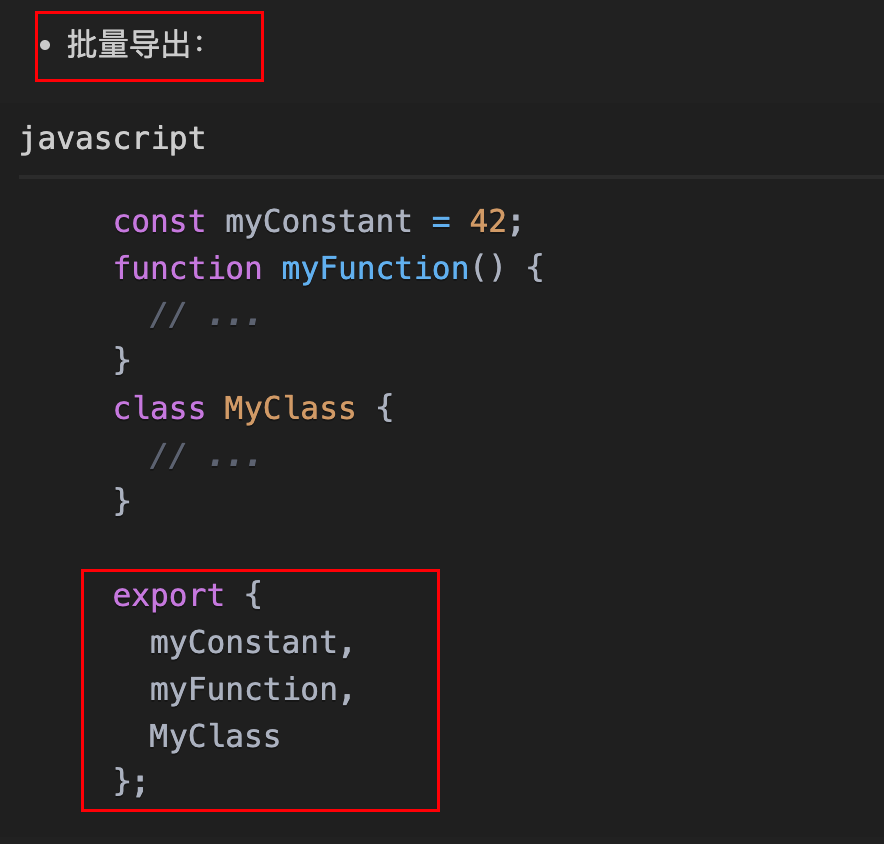 • 批量导出：
javascript
const myConstant = 42;
function myFunction() {
  // ...
}
class MyClass {
  // ...
}
export {
  myConstant,
  myFunction,
  MyClass
};